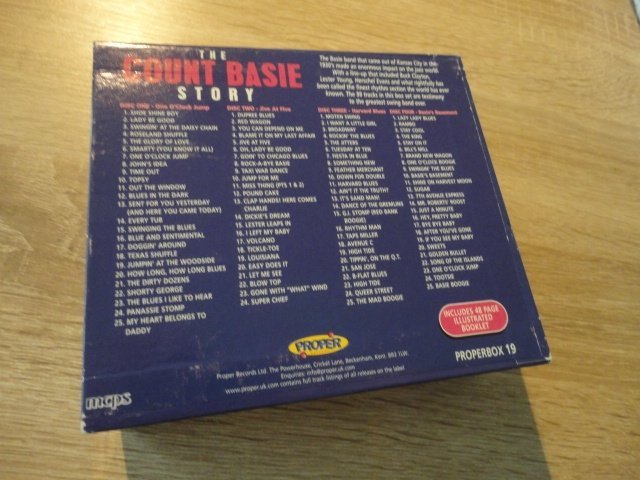 THE
COUNT BASIE
STORY
The Basie band that came out of Kansas City in the
1930's made an enormous impact on the jazz world.
With a line-up that included Buck Clayton,
Lester Young, Herschel Evans and what rightfully has
been called the finest rhythm section the world has ever
known. The 98 tracks in this box set are testimony
to the greatest swing band ever.
DISC ONE - One O'Clock Jump
1. SHOE SHINE BOY
2. LADY BE GOOD
3. SWINGIN' AT THE DAISY CHAIN
4. ROSELAND SHUFFLE
5. THE GLORY OF LOVE
6. SMARTY (YOU KNOW IT ALL)
7. ONE O'CLOCK JUMP
8. JOHN'S IDEA
9. TIME OUT
10. TOPSY
11. OUT THE WINDOW
12. BLUES IN THE DARK
13. SENT FOR YOU YESTERDAY
(AND HERE YOU CAME TODAY)
14. EVERY TUB
15. SWINGING THE BLUES
16. BLUE AND SENTIMENTAL
17. DOGGIN' AROUND
18. TEXAS SHUFFLE
19. JUMPIN' AT THE WOODSIDE
20. HOW LONG, HOW LONG BLUES
21. THE DIRTY DOZENS
22. SHORTY GEORGE
23. THE BLUES I LIKE TO HEAR
24. PANASSIE STOMP
25. MY HEART BELONGS TO
DADDY
DISC TWO - Jive At Five
1. DUPREE BLUES
2. RED WAGON
3. YOU CAN DEPEND ON ME
4. BLAME IT ON MY LAST AFFAIR
5. JIVE AT FIVE
6. OH, LADY BE GOOD
7. GOIN' TO CHICAGO BLUES
8. ROCK-A-BYE BASIE
9. TAXI WAR DANCE
10. JUMP FOR ME
11. MISS THING (PTS 1 & 2)
12. POUND CAKE
13. CLAP HANDS! HERE COMES
CHARLIE
14. DICKIE'S DREAM
15. LESTER LEAPS IN
16. I LEFT MY BABY
17. VOLCANO
18. TICKLE-TOE
19. LOUISIANA
20. EASY DOES IT
21. LET ME SEE
22. BLOW TOP
23. GONE WITH "WHAT" WIND
24. SUPER CHIEF
DISC THREE - Harvard Blues
1. MOTEN SWING
2. I WANT A LITTLE GIRL
3. BROADWAY
4. ROCKIN' THE BLUES
5. THE JITTERS
6. TUESDAY AT TEN
7. FIESTA IN BLUE
8. SOMETHING NEW
9. FEATHER MERCHANT
10. DOWN FOR DOUBLE
11. HARVARD BLUES
12. AIN'T IT THE TRUTH?
13. IT'S SAND MAN'
14. DANCE OF THE GREMLINS
15. G.I. STOMP (RED BANK
BOOGIE)
16. RHYTHM MAN
17. TAPS MILLER
18. AVENUE C
19. HIGH TIDE
20. TIPPIN', ON THE Q.T.
21. SAN JOSE
22. B-FLAT BLUES
23. HIGH TIDE
24. QUEER STREET
25. THE MAD BOOGIE
DISC FOUR - Basie's Basement
1. LAZY LADY BLUES
2. RAMBO
3. STAY COOL
4. THE KING
5. STAY ON IT
6. BILL'S MILL
7. BRAND NEW WAGON
8. ONE O'CLOCK BOOGIE
9. SWINGIN' THE BLUES
10. BASIE'S BASEMENT
11. SHINE ON HARVEST MOON
12. SUGAR
13. 7TH AVENUE EXPRESS
14. MR. ROBERTS' ROOST
15. JUST A MINUTE
16. HEY, PRETTY BABY
17. BYE BYE BABY
18. AFTER YOU'VE GONE
19. IF YOU SEE MY BABY
20. SWEETS
21. GOLDEN BULLET
22. SONG OF THE ISLANDS
23. ONE O'CLOCK JUMP
24. TOOTSIE
25. BASIE BOOGIE
INCLUDES 48 PAGE
ILLUSTRATED
BOOKLET
PROPER
Proper Records Ltd. The Powerhouse, Cricket Lane, Beckenham, Kent. BR3 1LW.
Enquiries: info@proper.uk.com
www.proper.uk.com contains full track listings of all releases on the label
PROPERBOX 19
mcps